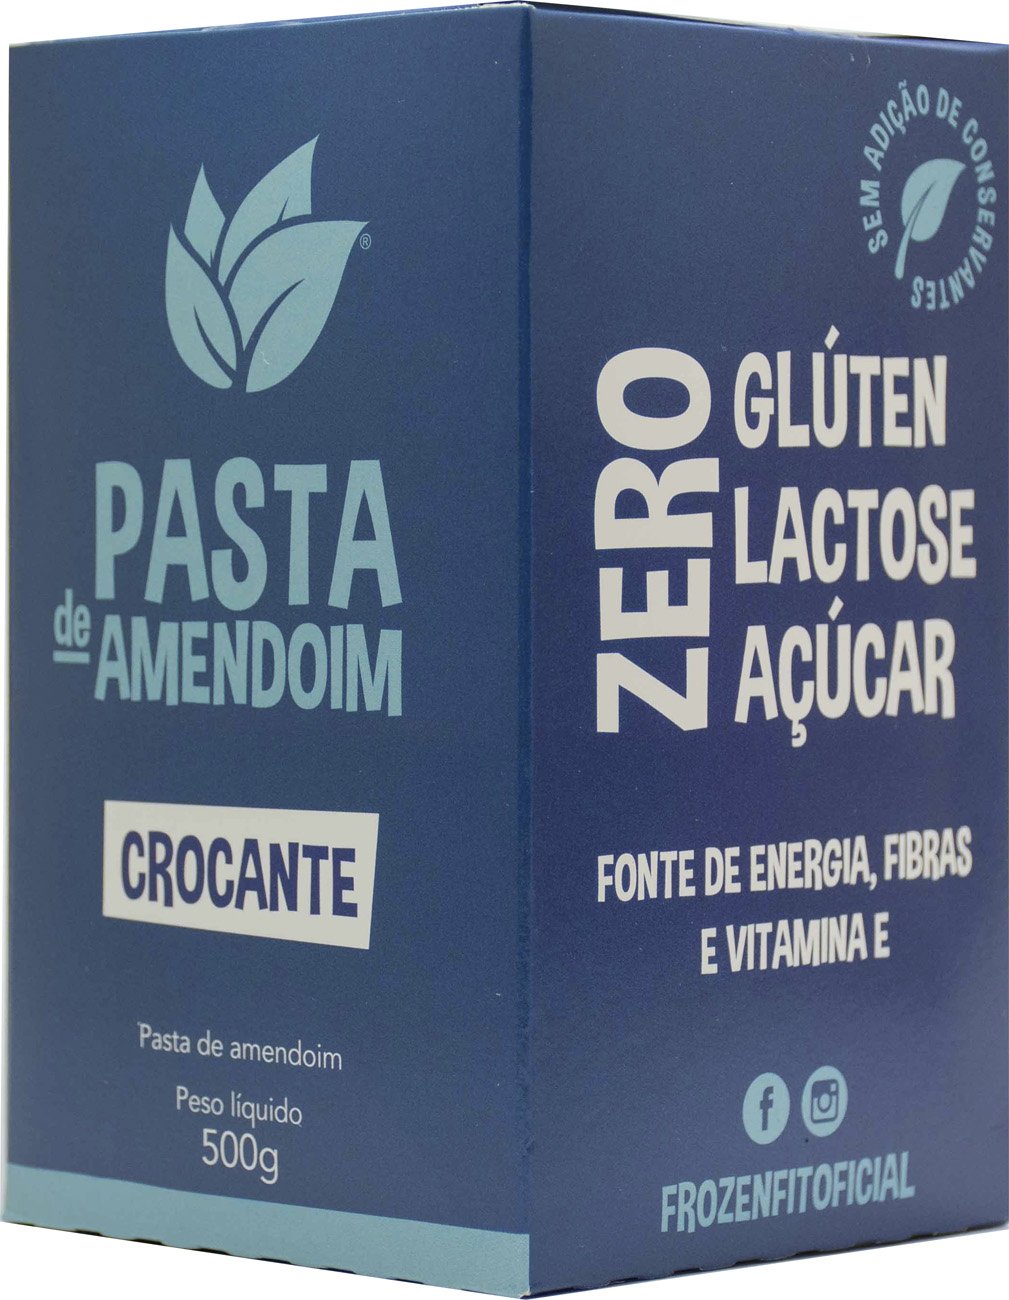 ®
PASTA
de AMENDOIM
CROCANTE
Pasta de amendoim
Peso líquido
500g
SEM ADIÇÃO DE CONSERVANTES
ZERO
GLÚTEN
LACTOSE
AÇÚCAR
FONTE DE ENERGIA, FIBRAS
E VITAMINA E
FROZENFITOFICIAL